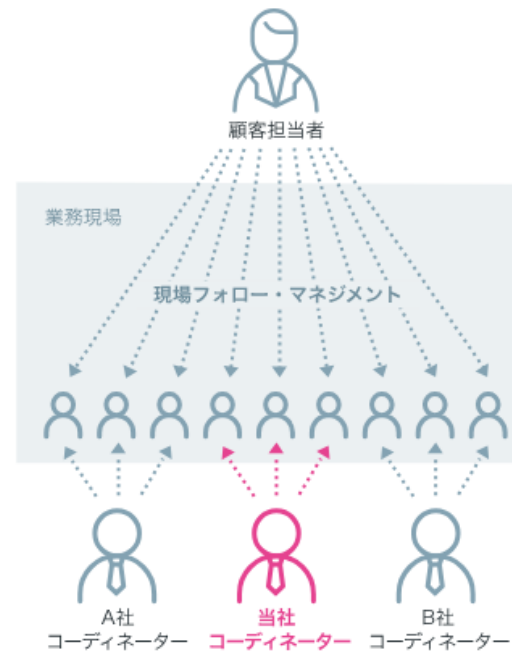 顧客担当者
業務現場
現場フォロー・マネジメント
A社
コーディネーター
当社
コーディネーター
B社
コーディネーター